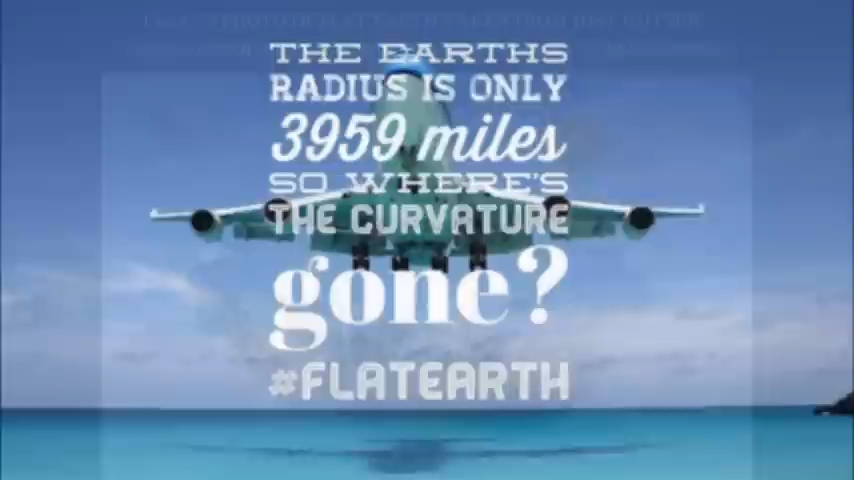 THE EARTHS
RADIUS IS ONLY
3959 miles
SO WHERE'S
THE CURVATURE
gone?
#FLATEARTH